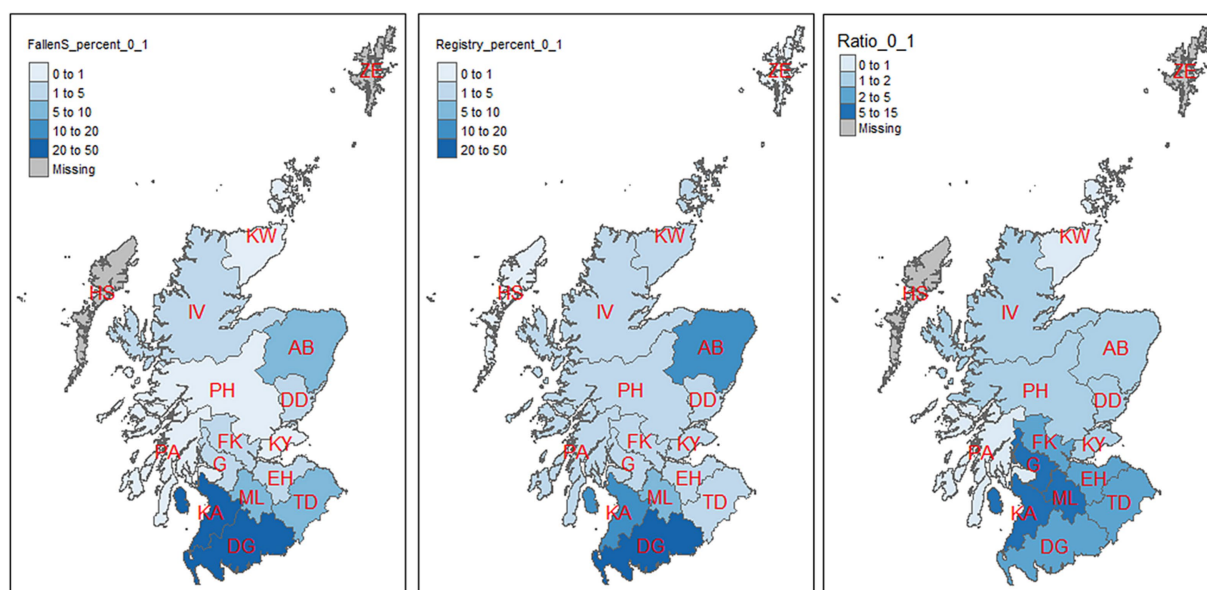 FallenS_percent_0_1
0 to 1
1 to 5
5 to 10
10 to 20
20 to 50
Missing
ZE
KW
HS
IV
AB
PH
DD
PA
FK
KY
G
EH
ML
TD
KA
DG
Registry_percent_0_1
0 to 1
1 to 5
5 to 10
10 to 20
20 to 50
ZE
KW
HS
IV
AB
PH
DD
PA
FK
KY
G
EH
ML
TD
KA
DG
Ratio_0_1
0 to 1
1 to 2
2 to 5
5 to 15
Missing
ZE
KW
HS
IV
AB
PH
DD
PA
FK
KY
G
EH
ML
TD
KA
DG